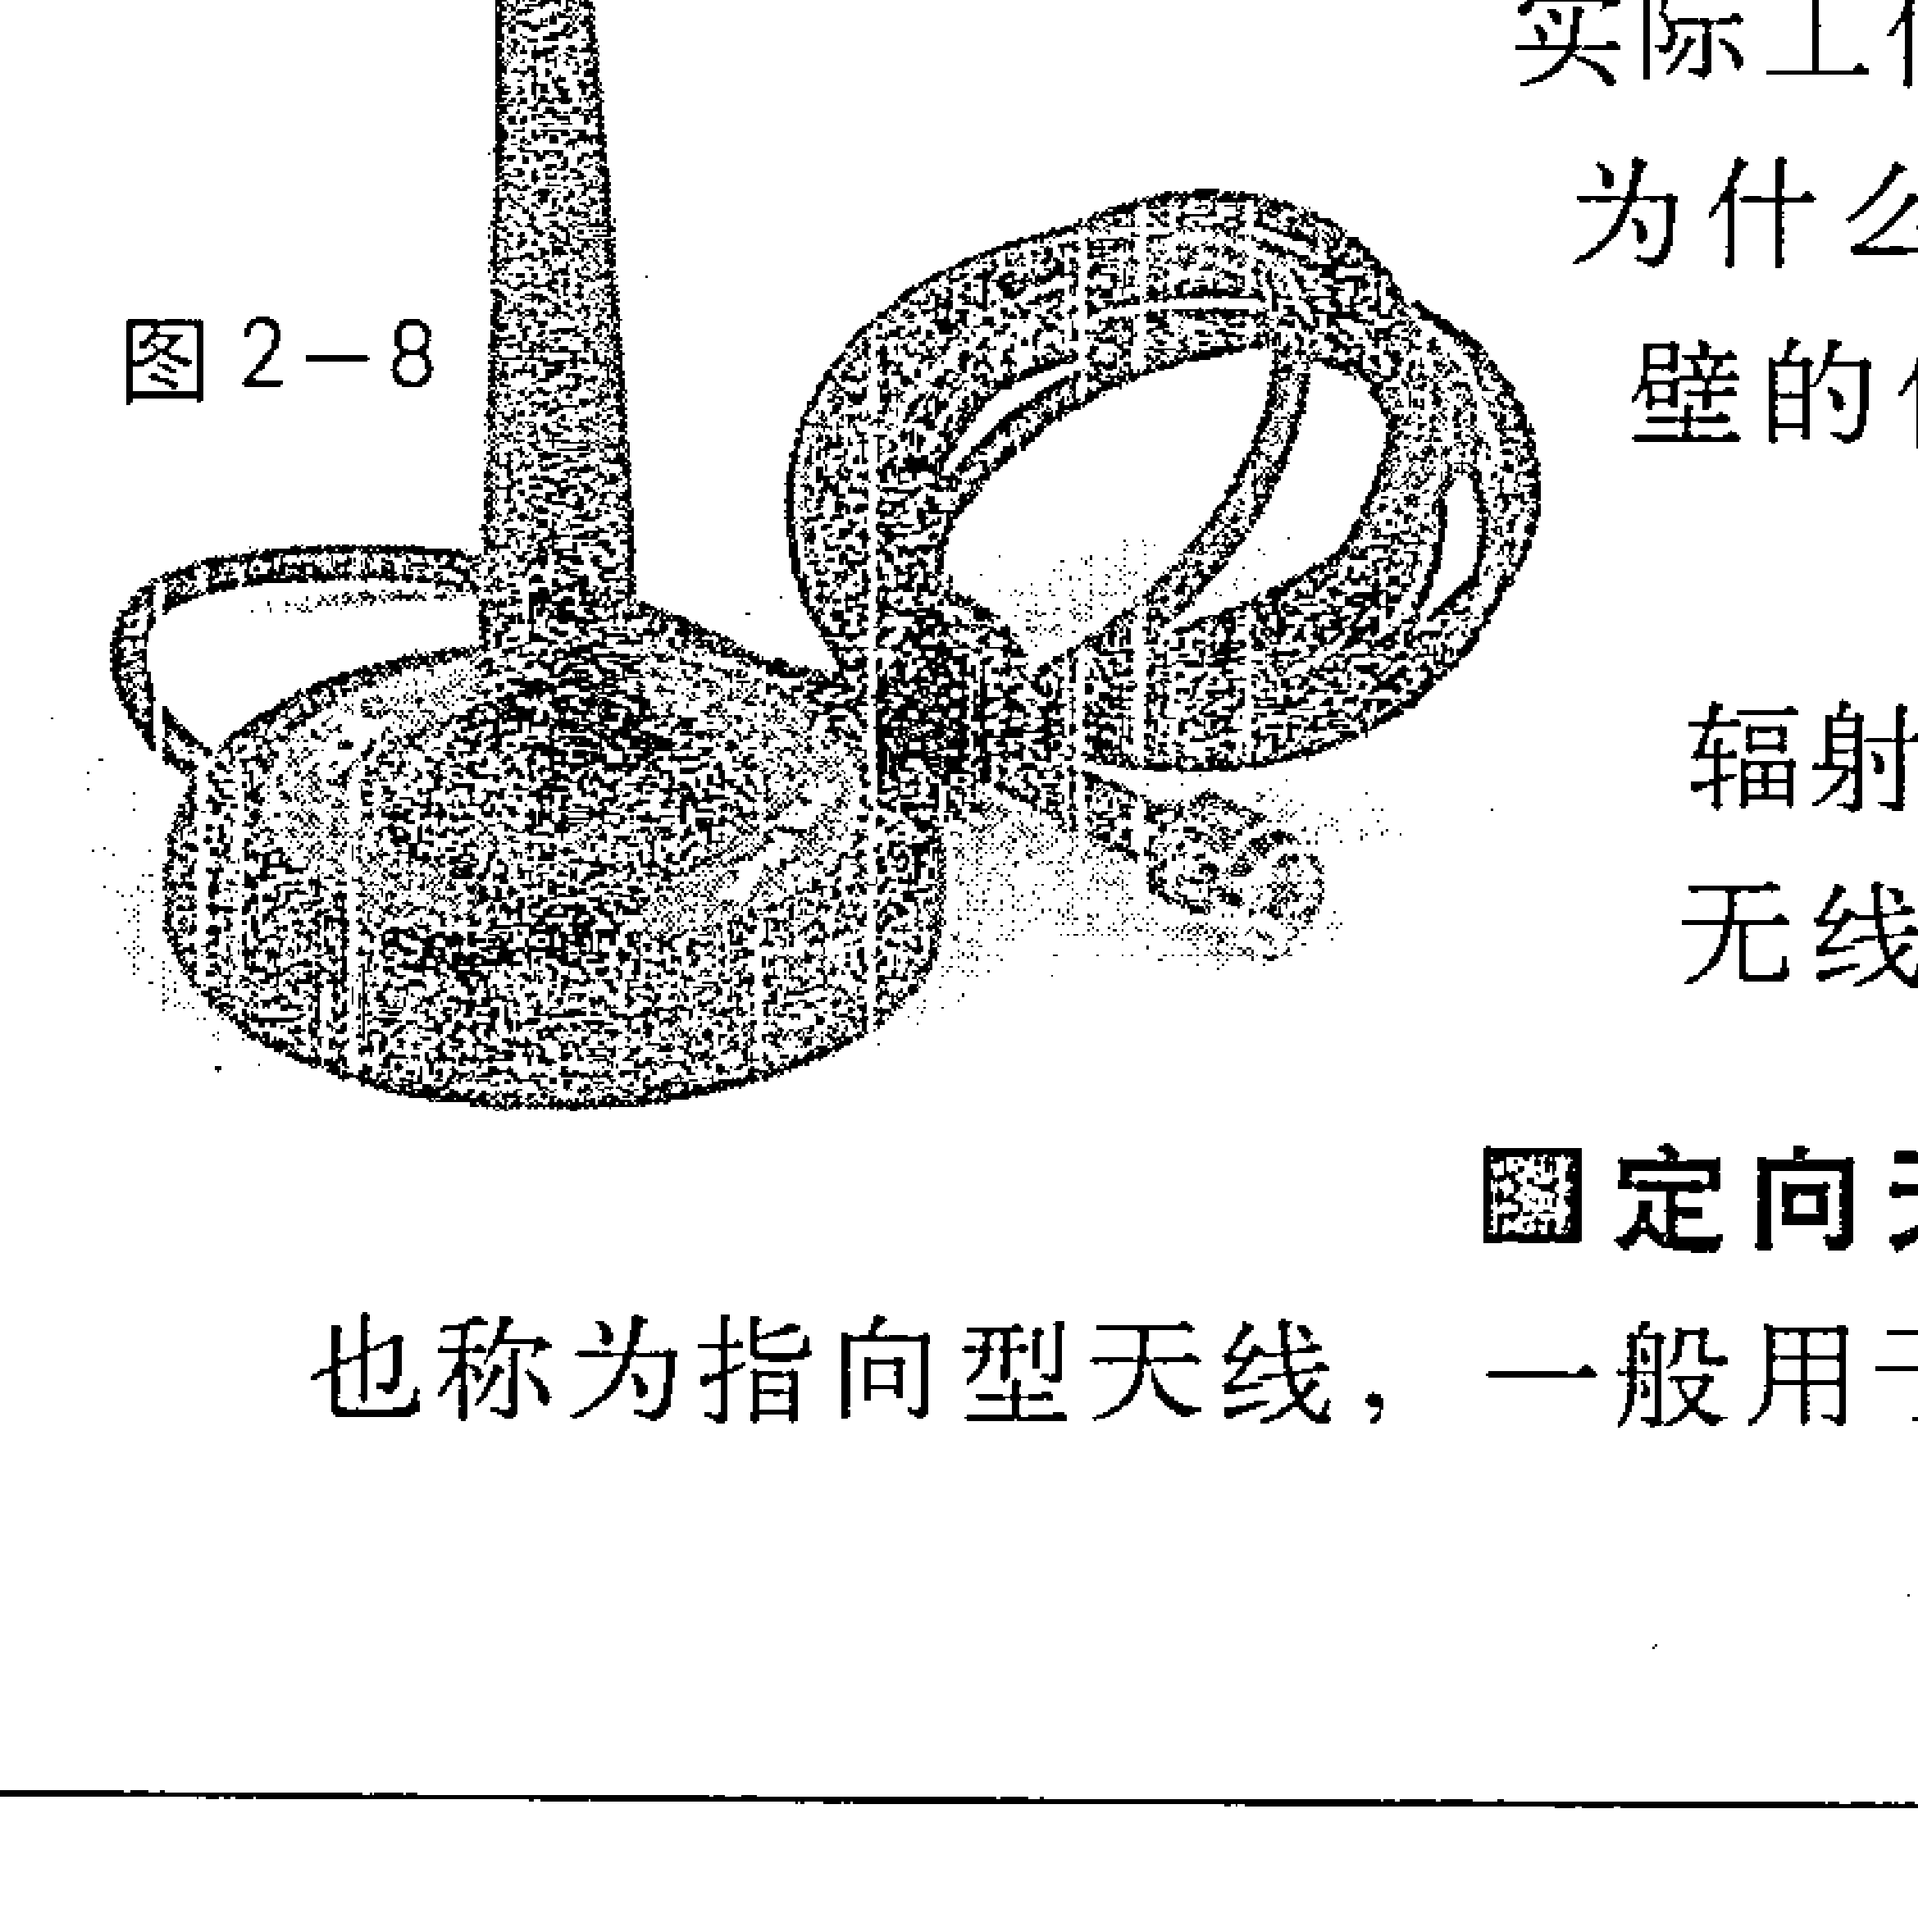 实际工
为什么
图2-8
壁的
辐射
无线
定向
也称为指向型天线，一般用